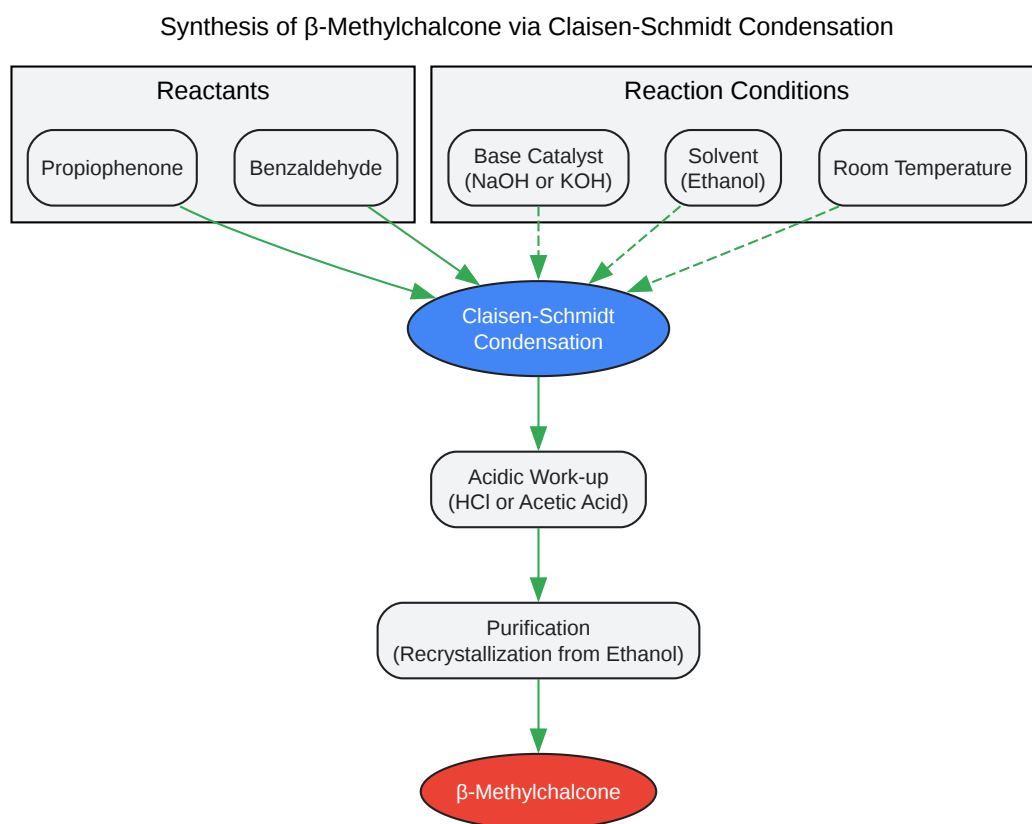 Synthesis of β-Methylchalcone via Claisen-Schmidt Condensation
Reactants
Reaction Conditions
Propiophenone
Benzaldehyde
Base Catalyst
(NaOH or KOH)
Solvent
(Ethanol)
Room Temperature
Claisen-Schmidt
Condensation
Acidic Work-up
(HCl or Acetic Acid)
Purification
(Recrystallization from Ethanol)
β-Methylchalcone